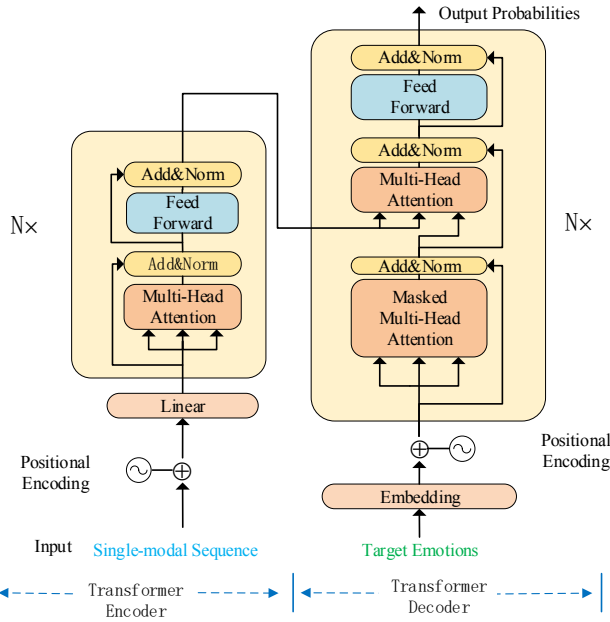 Output Probabilities
Add&Norm
Feed
Forward
Add&Norm
Multi-Head
Attention
Add&Norm
Masked
Multi-Head
Attention
N×
Positional
Encoding
Embedding
Target Emotions
Transformer
Decoder
N×
Add&Norm
Feed
Forward
Add&Norm
Multi-Head
Attention
Linear
Positional
Encoding
Input
Single-modal Sequence
Transformer
Encoder